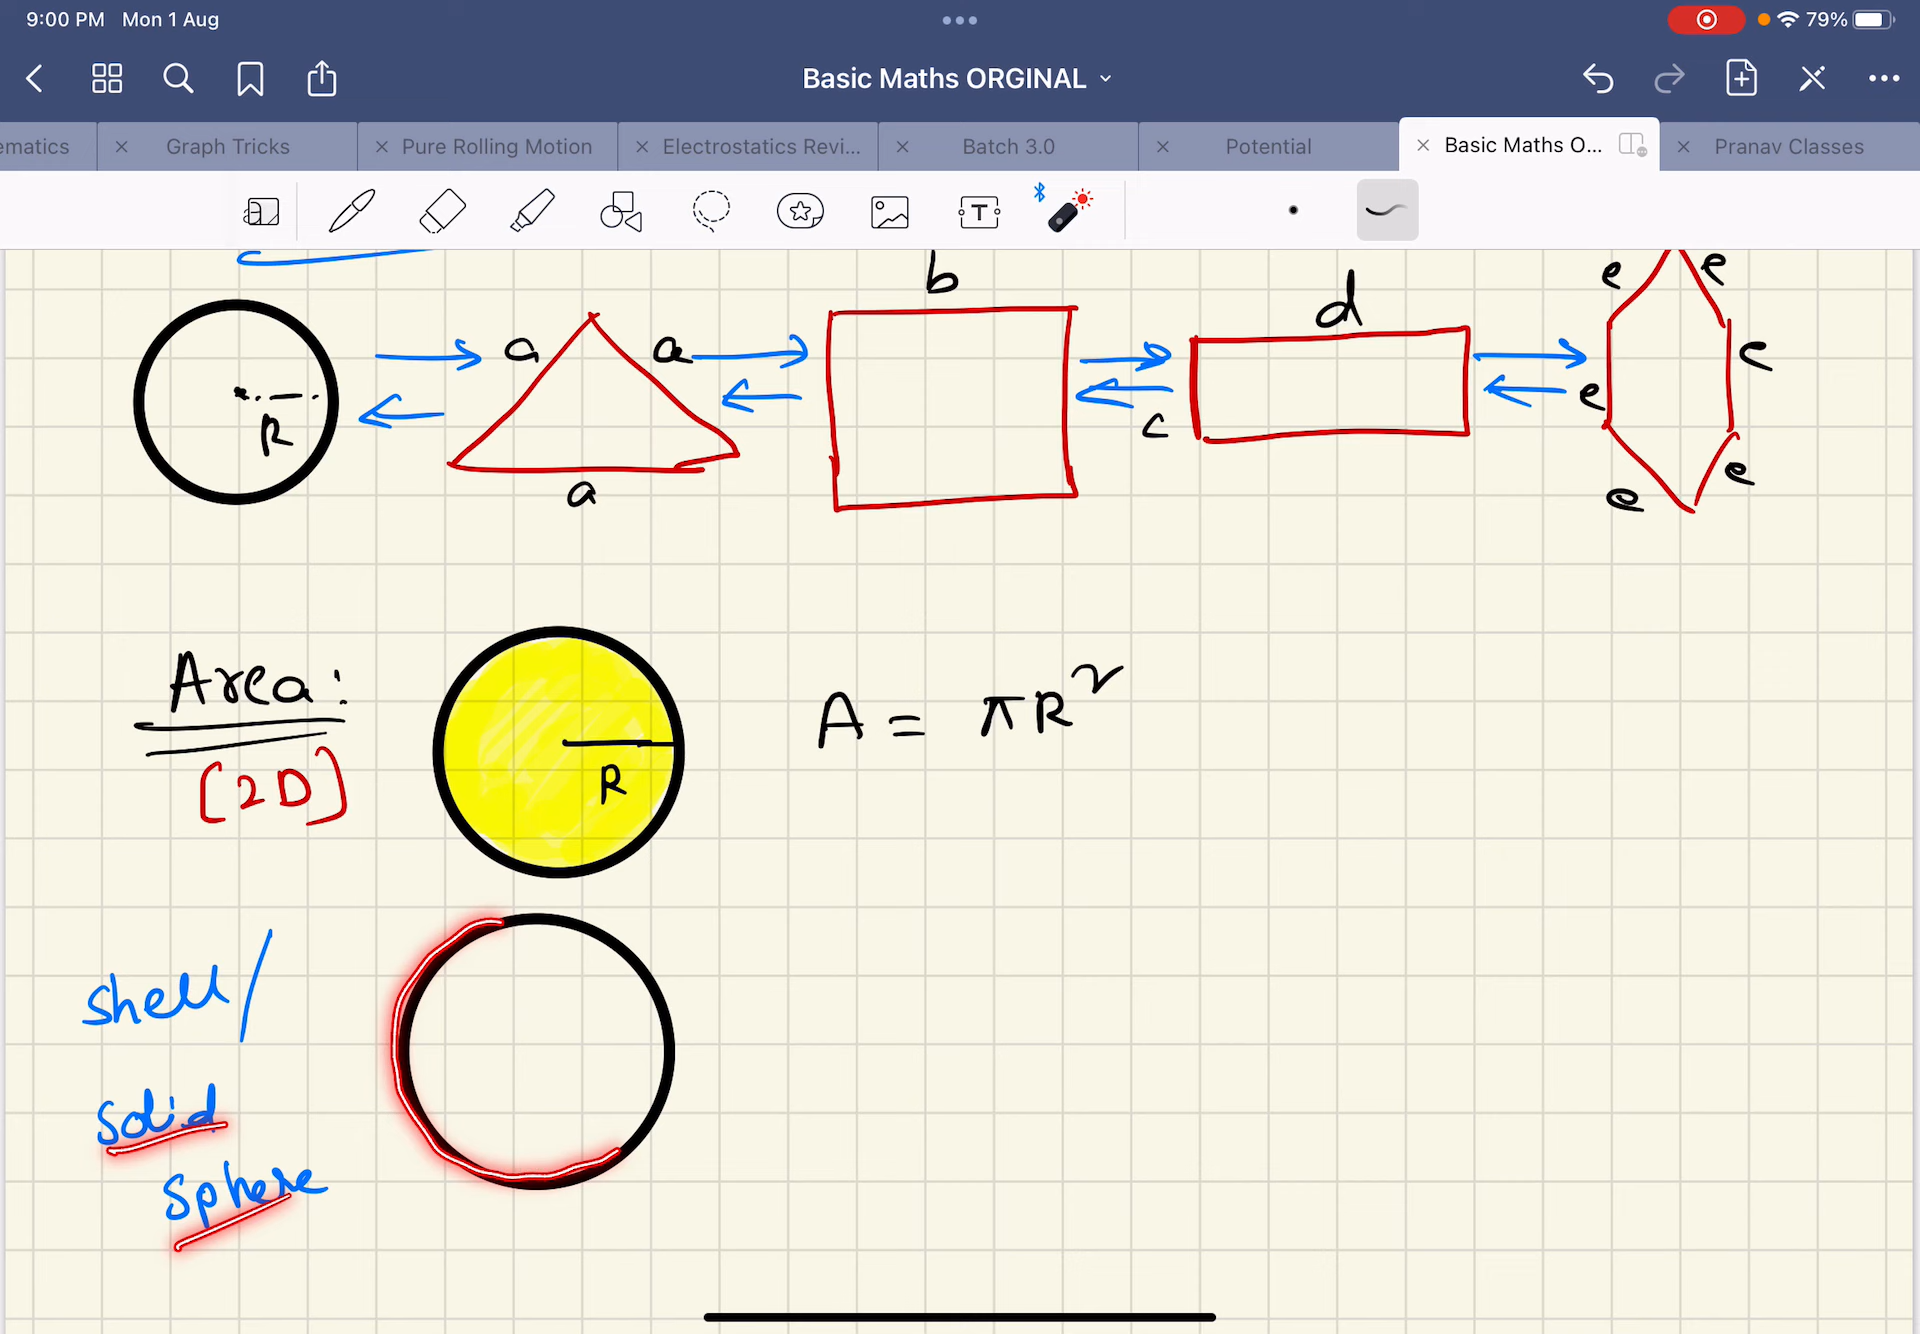 9:00 PM Mon 1 Aug
79%
Basic Maths ORGINAL
ematics
Graph Tricks
Pure Rolling Motion
Electrostatics Revi...
Batch 3.0
Potential
Basic Maths O...
Pranav Classes
T
b
d
e e
a a
c
e
c
R
a
e
e
Area:
[2D]
R
A = πR²
Shell/
Solid
Sphere